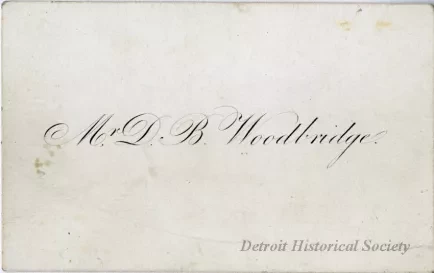 Mr. D. B. Woodbridge.
Detroit Historical Society